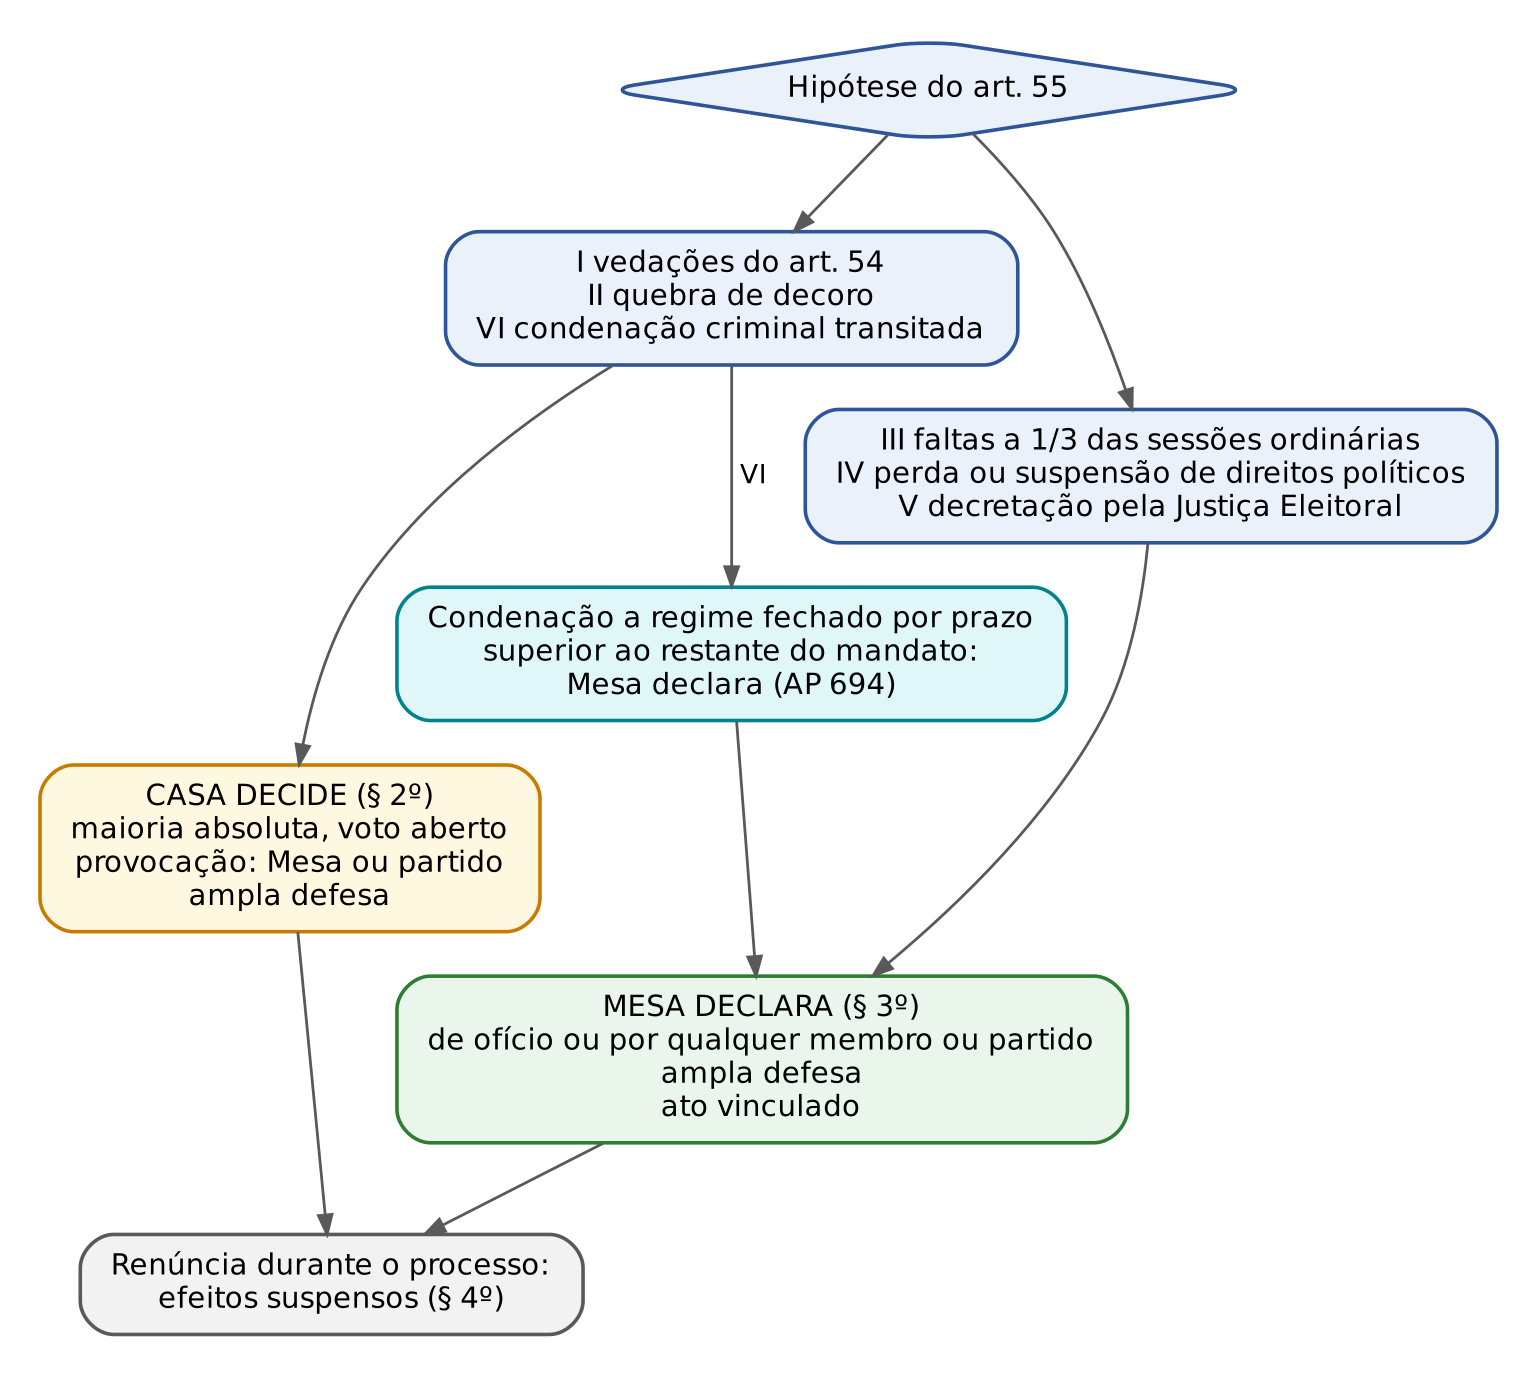 Hipótese do art. 55
I vedações do art. 54
II quebra de decoro
VI condenação criminal transitada
III faltas a 1/3 das sessões ordinárias
IV perda ou suspensão de direitos políticos
V decretação pela Justiça Eleitoral
VI
Condenação a regime fechado por prazo
superior ao restante do mandato:
Mesa declara (AP 694)
CASA DECIDE (§ 2º)
maioria absoluta, voto aberto
provocação: Mesa ou partido
ampla defesa
MESA DECLARA (§ 3º)
de ofício ou por qualquer membro ou partido
ampla defesa
ato vinculado
Renúncia durante o processo:
efeitos suspensos (§ 4º)